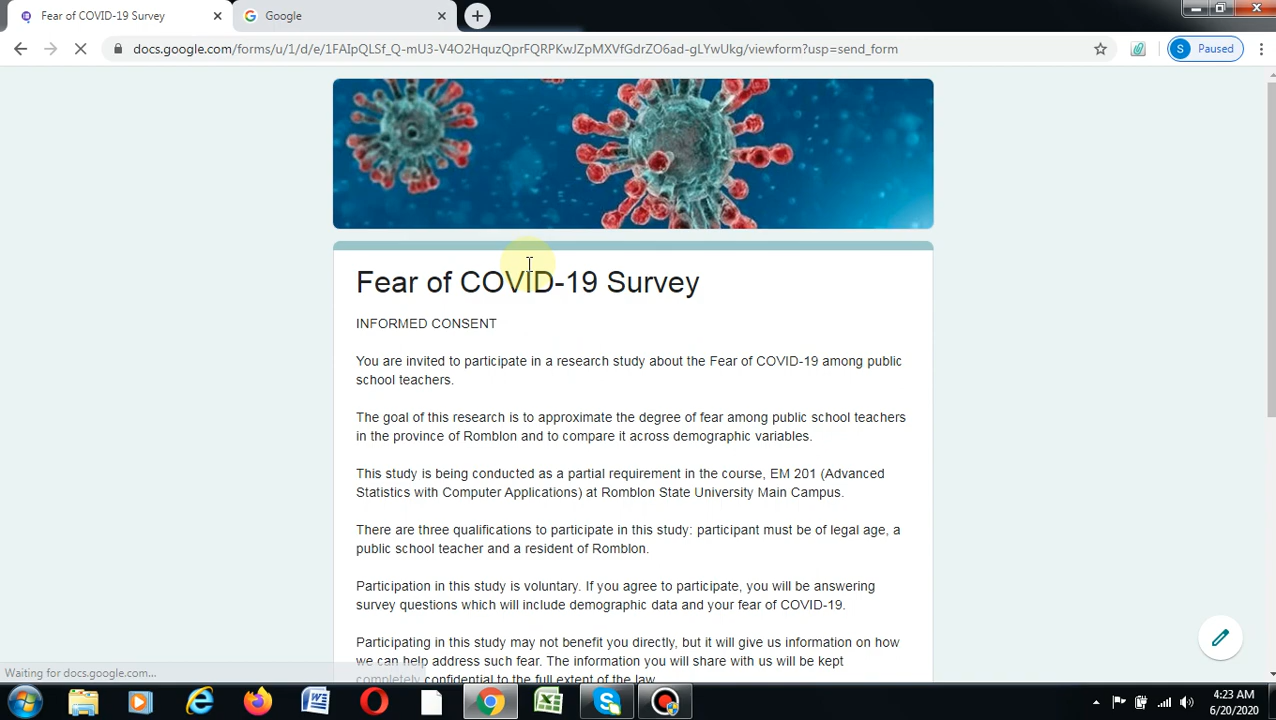 Fear of COVID-19 Survey
Google
docs.google.com/forms/u/1/d/e/1FAIpQLSf_Q-mU3-V4O2HquzQprFQRPKwJZpMXVfGdrZO6ad-gLYwUkg/viewform?usp=send_form
S Paused
Fear of COVID-19 Survey
INFORMED CONSENT
You are invited to participate in a research study about the Fear of COVID-19 among public
school teachers.
The goal of this research is to approximate the degree of fear among public school teachers
in the province of Romblon and to compare it across demographic variables.
This study is being conducted as a partial requirement in the course, EM 201 (Advanced
Statistics with Computer Applications) at Romblon State University Main Campus.
There are three qualifications to participate in this study: participant must be of legal age, a
public school teacher and a resident of Romblon.
Participation in this study is voluntary. If you agree to participate, you will be answering
survey questions which will include demographic data and your fear of COVID-19.
Participating in this study may not benefit you directly, but it will give us information on how
we can help address such fear. The information you will share with us will be kept
completely confidential to the full extent of the law.
Waiting for docs.google.com...
4:23 AM
6/20/2020